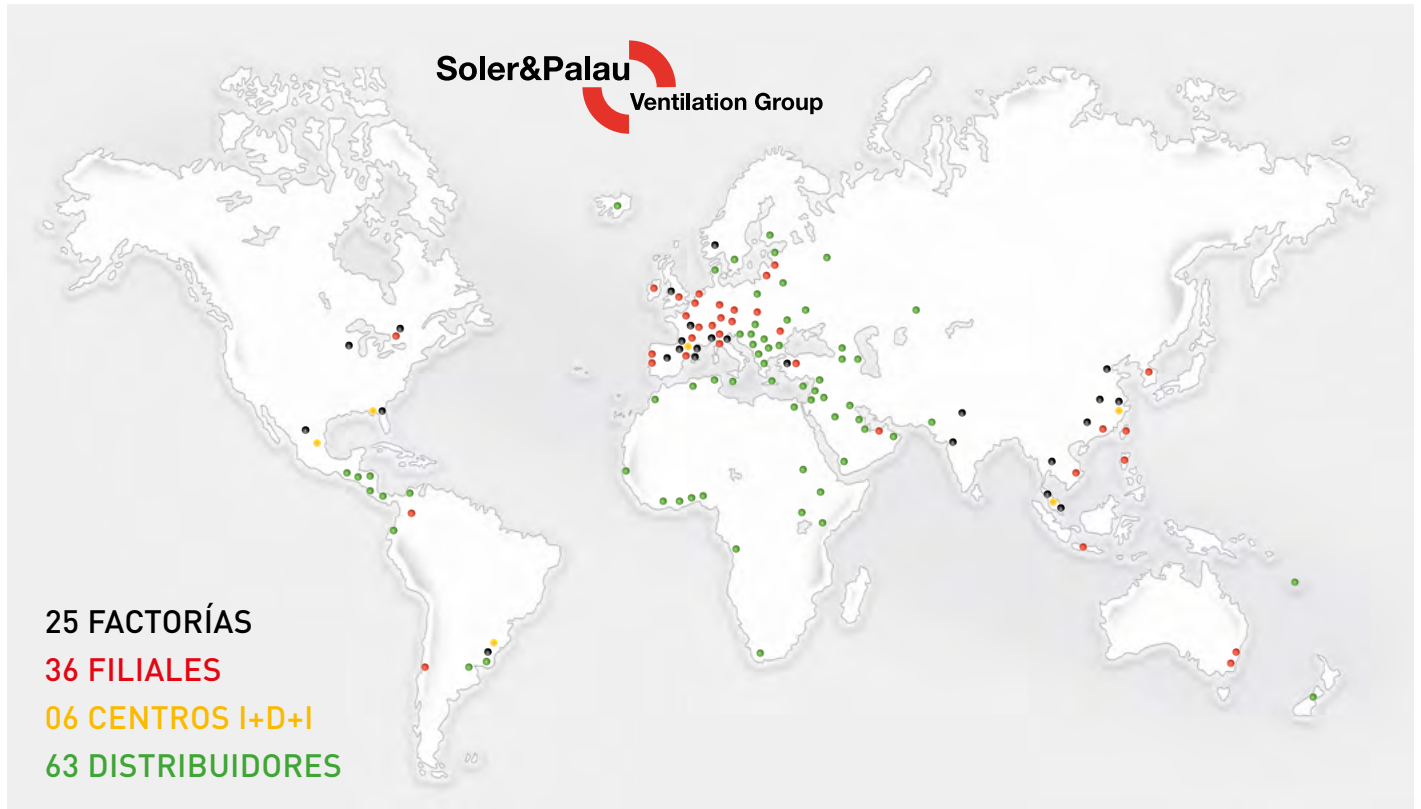 Soler&Palau
Ventilation Group
25 FACTORÍAS
36 FILIALES
06 CENTROS I+D+I
63 DISTRIBUIDORES